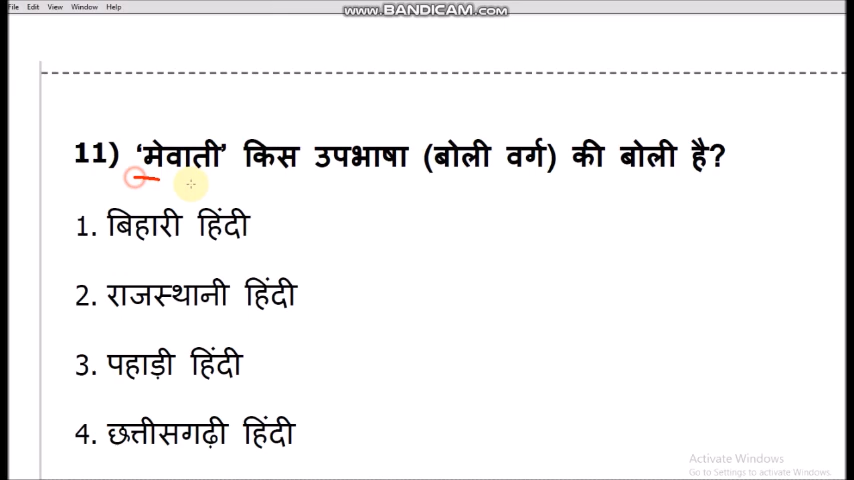 File Edit View Window Help
www.BANDICAM.com
11) ‘मेवाती’ किस उपभाषा (बोली वर्ग) की बोली है?
1. बिहारी हिंदी
2. राजस्थानी हिंदी
3. पहाड़ी हिंदी
4. छत्तीसगढ़ी हिंदी
Activate Windows
Go to Settings to activate Windows.